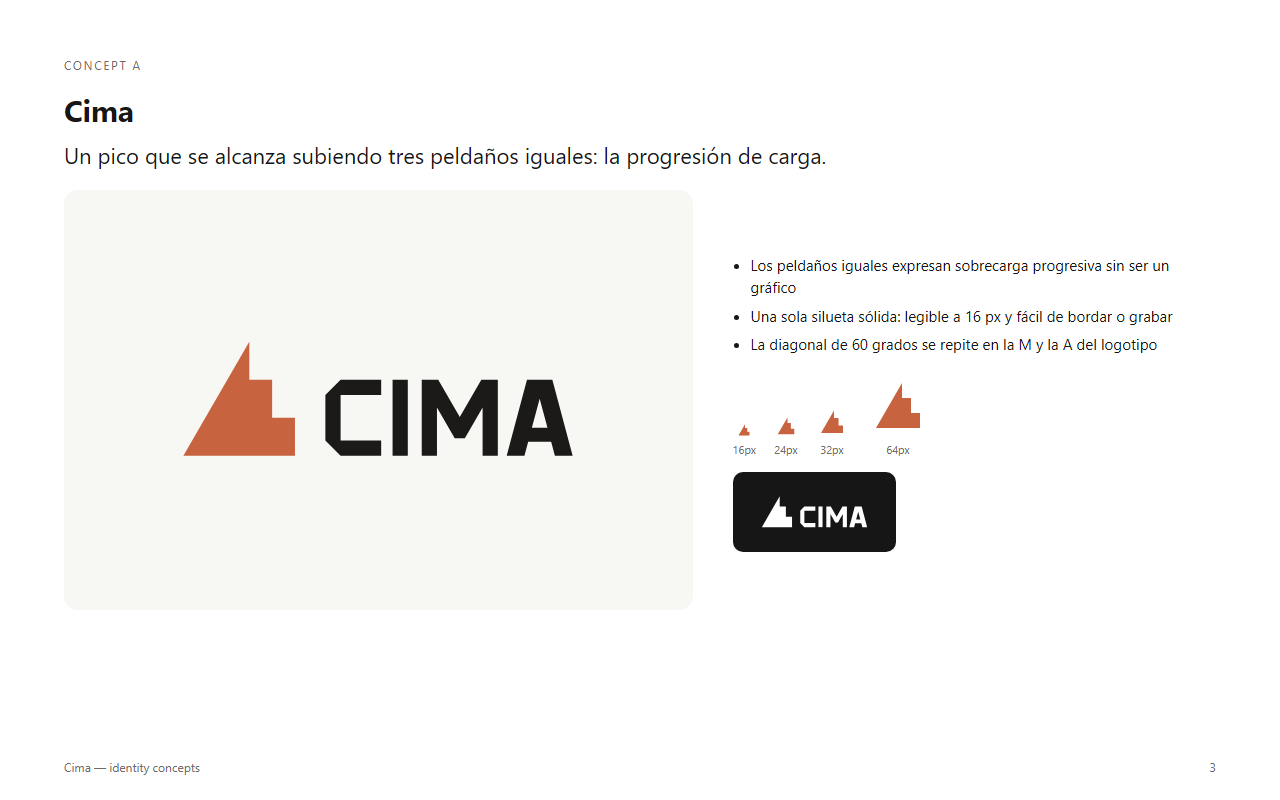 CONCEPT A
Cima
Un pico que se alcanza subiendo tres peldaños iguales: la progresión de carga.
CIMA
• Los peldaños iguales expresan sobrecarga progresiva sin ser un
gráfico
• Una sola silueta sólida: legible a 16 px y fácil de bordar o grabar
• La diagonal de 60 grados se repite en la M y la A del logotipo
16px 24px 32px 64px
CIMA
Cima — identity concepts 3